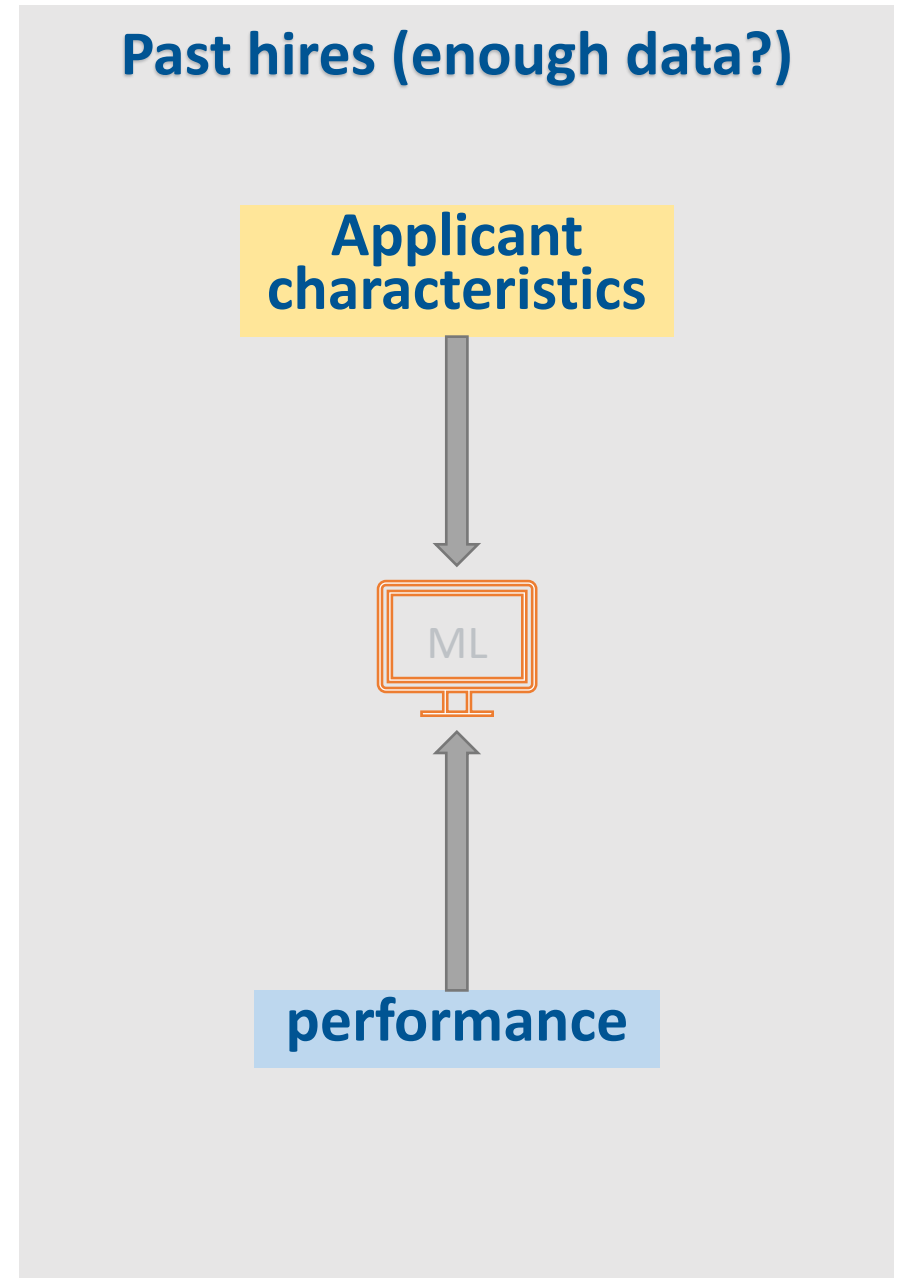 Past hires (enough data?)
Applicant
characteristics
ML
performance